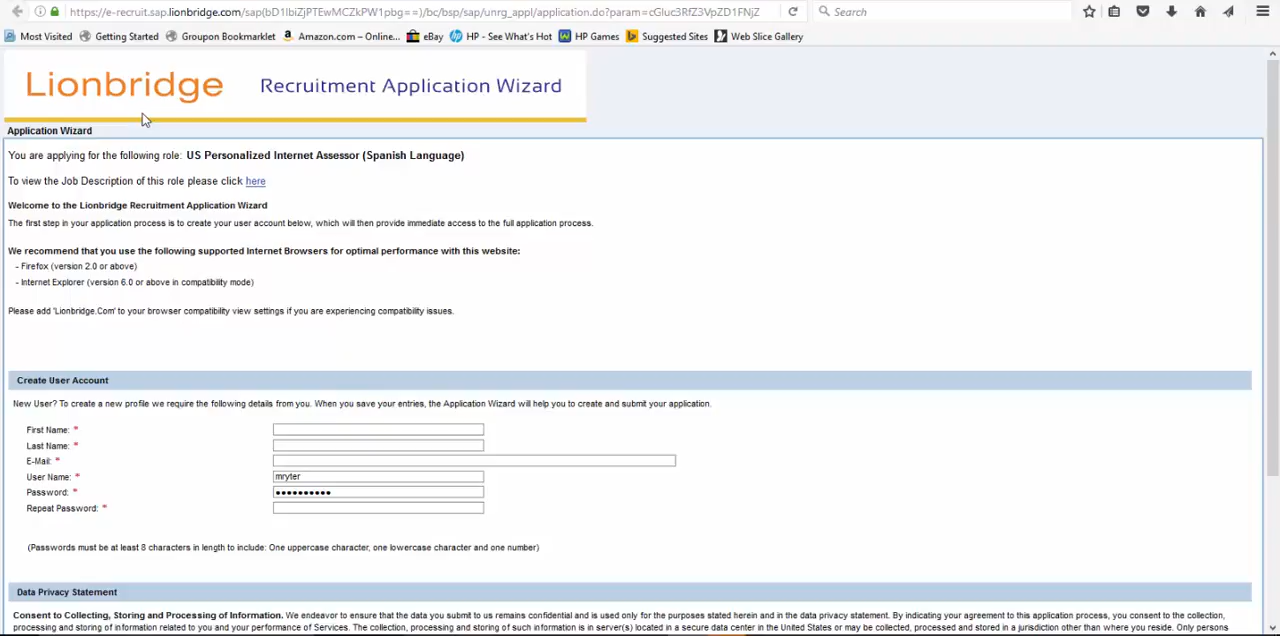 https://e-recruit.sap.lionbridge.com/sap(bD1lbiZjPTEwMCZkPW1pbg==)/bc/bsp/sap/unrg_appl/application.do?param=cGluc3RfZ3VpZD1FNjZ
Search
Most Visited Getting Started Groupon Bookmarklet Amazon.com – Online... eBay HP - See What's Hot HP Games Suggested Sites Web Slice Gallery
Lionbridge Recruitment Application Wizard
Application Wizard
You are applying for the following role: US Personalized Internet Assessor (Spanish Language)
To view the Job Description of this role please click here
Welcome to the Lionbridge Recruitment Application Wizard
The first step in your application process is to create your user account below, which will then provide immediate access to the full application process.
We recommend that you use the following supported Internet Browsers for optimal performance with this website:
- Firefox (version 2.0 or above)
- Internet Explorer (version 6.0 or above in compatibility mode)
Please add 'Lionbridge.Com' to your browser compatibility view settings if you are experiencing compatibility issues.
Create User Account
New User? To create a new profile we require the following details from you. When you save your entries, the Application Wizard will help you to create and submit your application.
First Name: *
Last Name: *
E-Mail: *
User Name: * mryter
Password: * ••••••••••
Repeat Password: *
(Passwords must be at least 8 characters in length to include: One uppercase character, one lowercase character and one number)
Data Privacy Statement
Consent to Collecting, Storing and Processing of Information. We endeavor to ensure that the data you submit to us remains confidential and is used only for the purposes stated herein and in the data privacy statement. By indicating your agreement to this application process, you consent to the collection,
processing and storing of information related to you and your performance of Services. The collection, processing and storing of such information is in server(s) located in a secure data center in the United States or may be collected, processed and stored in a jurisdiction other than where you reside. Only persons